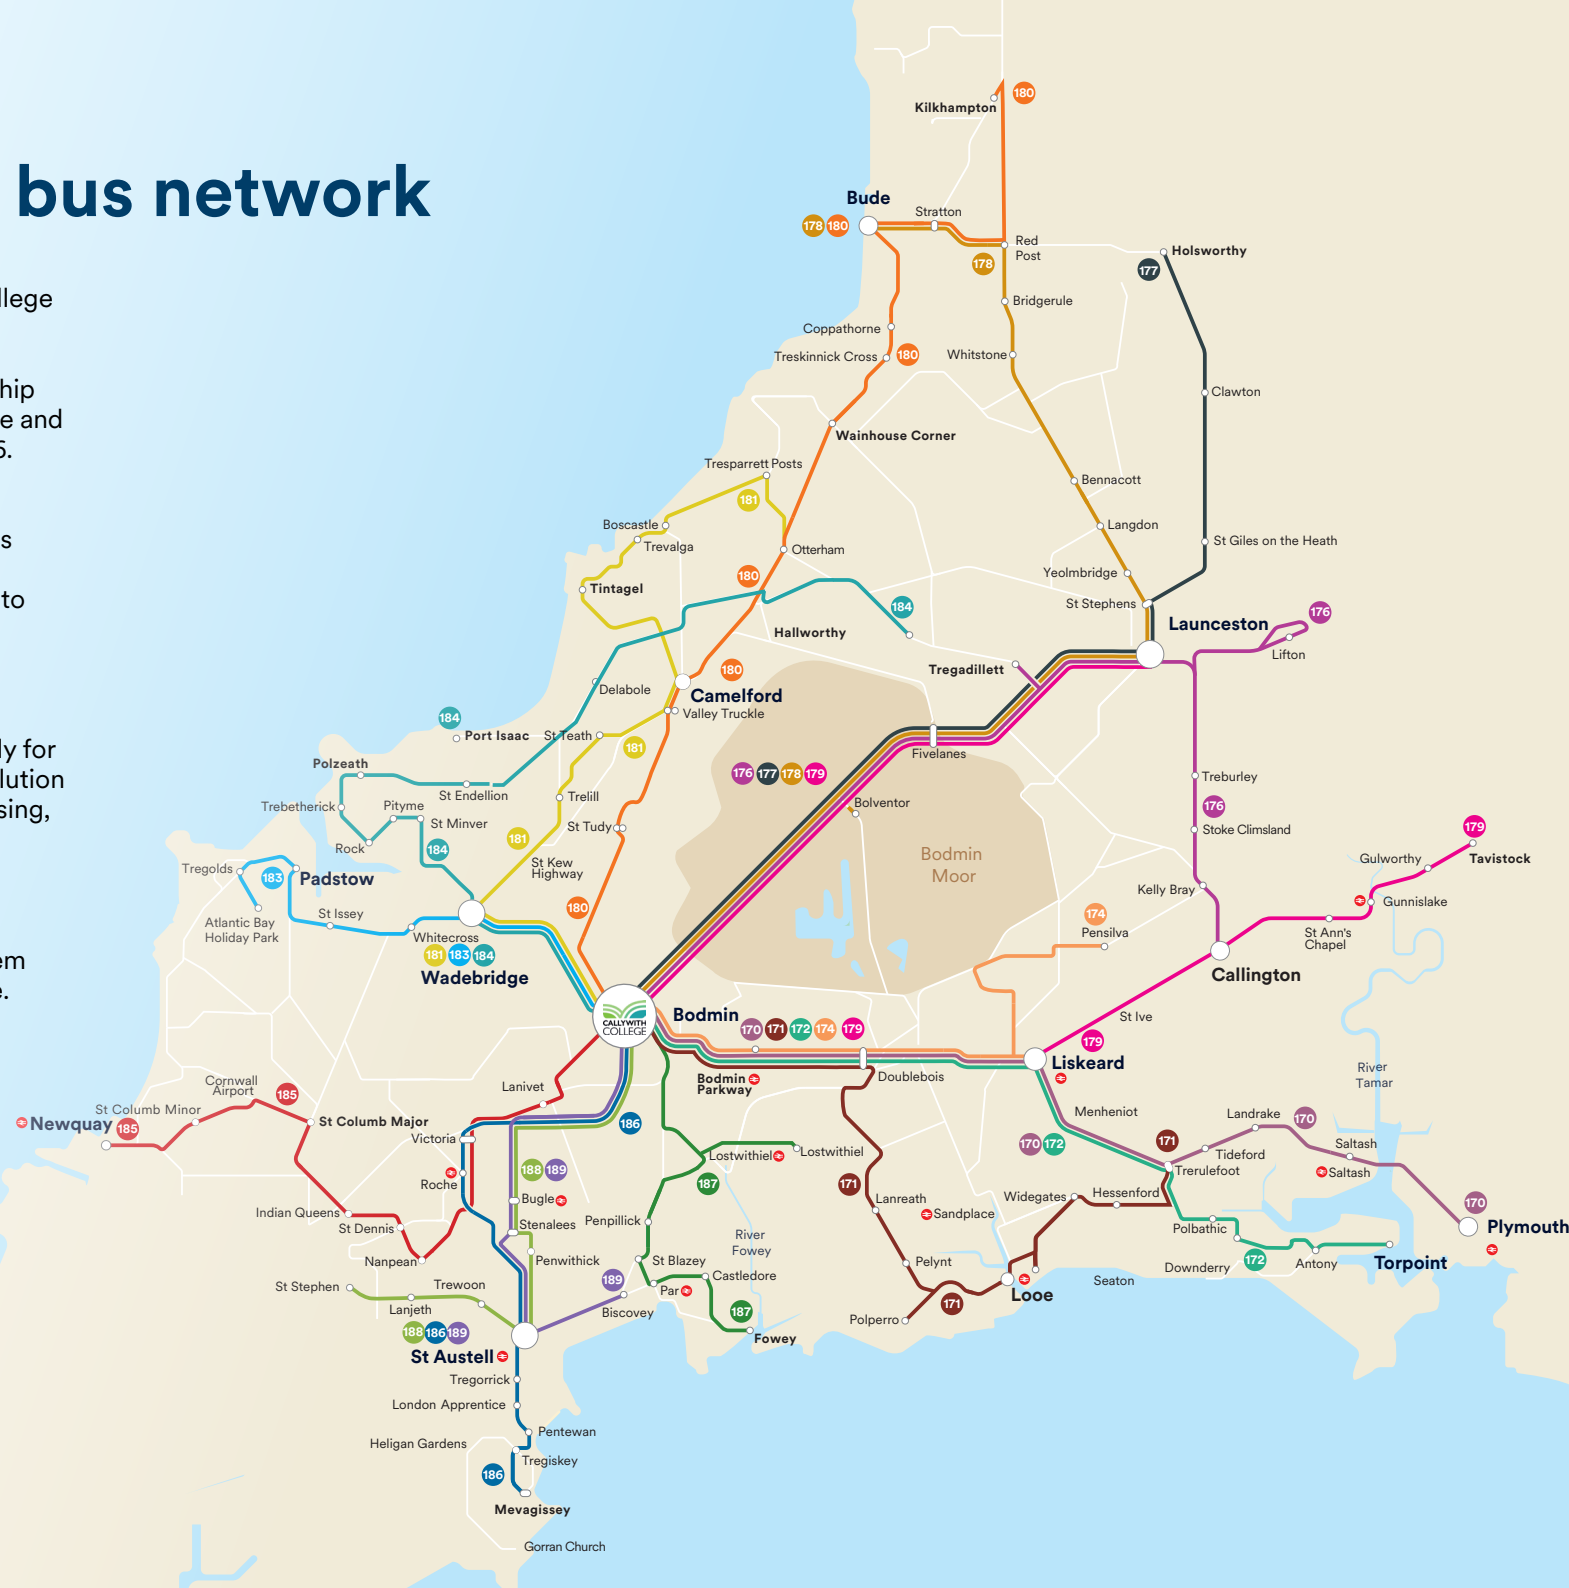 bus network
llege
hip
e and
6.
s
to
ly for
lution
sing,
em
e.
Kilkhampton
180
Bude
178
180
Stratton
Red
Post
178
Holsworthy
177
Bridgerule
Coppathorne
Treskinnick Cross
180
Whitstone
Clawton
Wainhouse Corner
Tresparrett Posts
181
Bennacott
Boscastle
Trevalga
Langdon
Otterham
St Giles on the Heath
Tintagel
180
Yeolmbridge
St Stephens
184
Launceston
176
Hallworthy
Lifton
Tregadillett
180
Delabole
Camelford
Valley Truckle
184
Port Isaac
St Teath
181
Fivelanes
Polzeath
176
177
178
179
Treburley
St Endellion
Trelill
Trebetherick
Pityme
St Minver
Bolventor
176
St Tudy
Stoke Climsland
179
Rock
184
181
Bodmin
Moor
Gulworthy
Tavistock
Tregolds
183
Padstow
St Kew
Highway
Kelly Bray
Gunnislake
Atlantic Bay
Holiday Park
St Issey
180
174
Pensilva
St Ann's
Chapel
Whitecross
181
183
184
Wadebridge
Callington
CALLYWITH
COLLEGE
Bodmin
170
171
172
174
179
St Ive
179
Liskeard
Bodmin
Parkway
Doublebois
River
Tamar
Cornwall
Airport
185
Lanivet
St Columb Minor
Newquay
185
St Columb Major
Victoria
186
Menheniot
Landrake
170
170
172
171
Saltash
Tideford
Saltash
Terulefoot
Lostwithiel
Lostwithiel
188
189
Roche
187
171
Bugle
Indian Queens
St Dennis
Stenalees
Penpillick
Lanreath
Sandplace
Widegates
Hessenford
170
Plymouth
Polbathic
River
Fowey
Nanpean
Penwithick
St Blazey
Pelynt
172
Downderry
Antony
Torpoint
St Stephen
Trewoon
189
Castledore
Par
Seaton
Looe
Lanjeth
Biscovey
187
171
Polperro
Fowey
188
186
189
St Austell
Tregorrick
London Apprentice
Pentewan
Heligan Gardens
Tregiskey
186
Mevagissey
Gorran Church